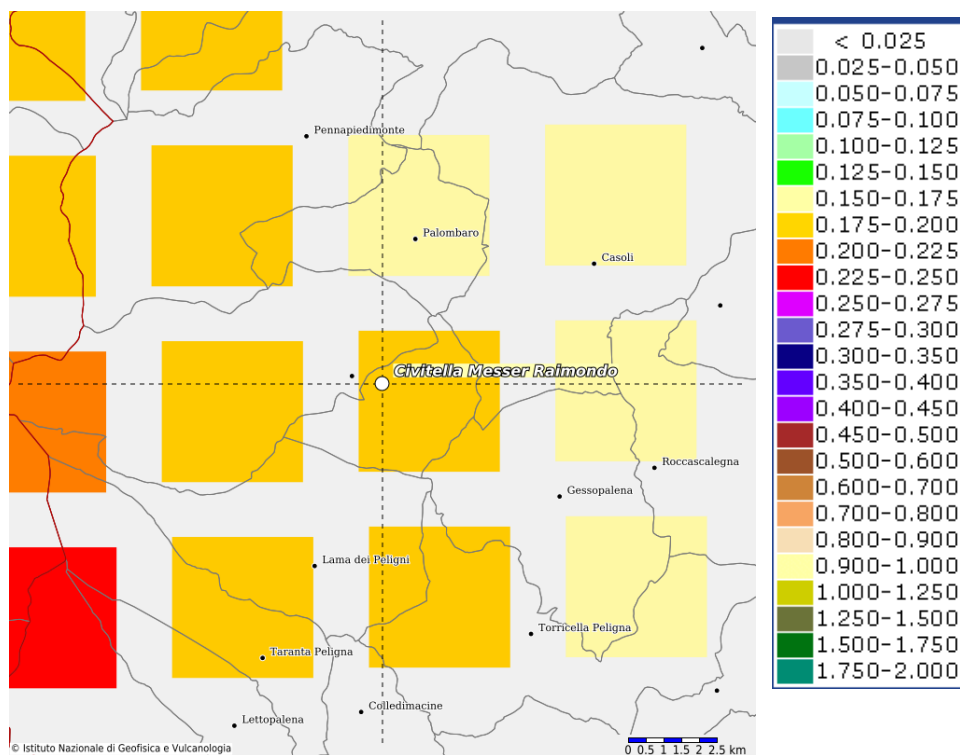 Pennapiedimonte
Palombaro
Casoli
Civitella Messer Raimondo
Roccascalegna
Gessopalena
Lama dei Peligni
Torricella Peligna
Taranta Peligna
Colledimacine
Lettopalena
© Istituto Nazionale di Geofisica e Vulcanologia
0 0.5 1 1.5 2 2.5 km
< 0.025
0.025-0.050
0.050-0.075
0.075-0.100
0.100-0.125
0.125-0.150
0.150-0.175
0.175-0.200
0.200-0.225
0.225-0.250
0.250-0.275
0.275-0.300
0.300-0.350
0.350-0.400
0.400-0.450
0.450-0.500
0.500-0.600
0.600-0.700
0.700-0.800
0.800-0.900
0.900-1.000
1.000-1.250
1.250-1.500
1.500-1.750
1.750-2.000